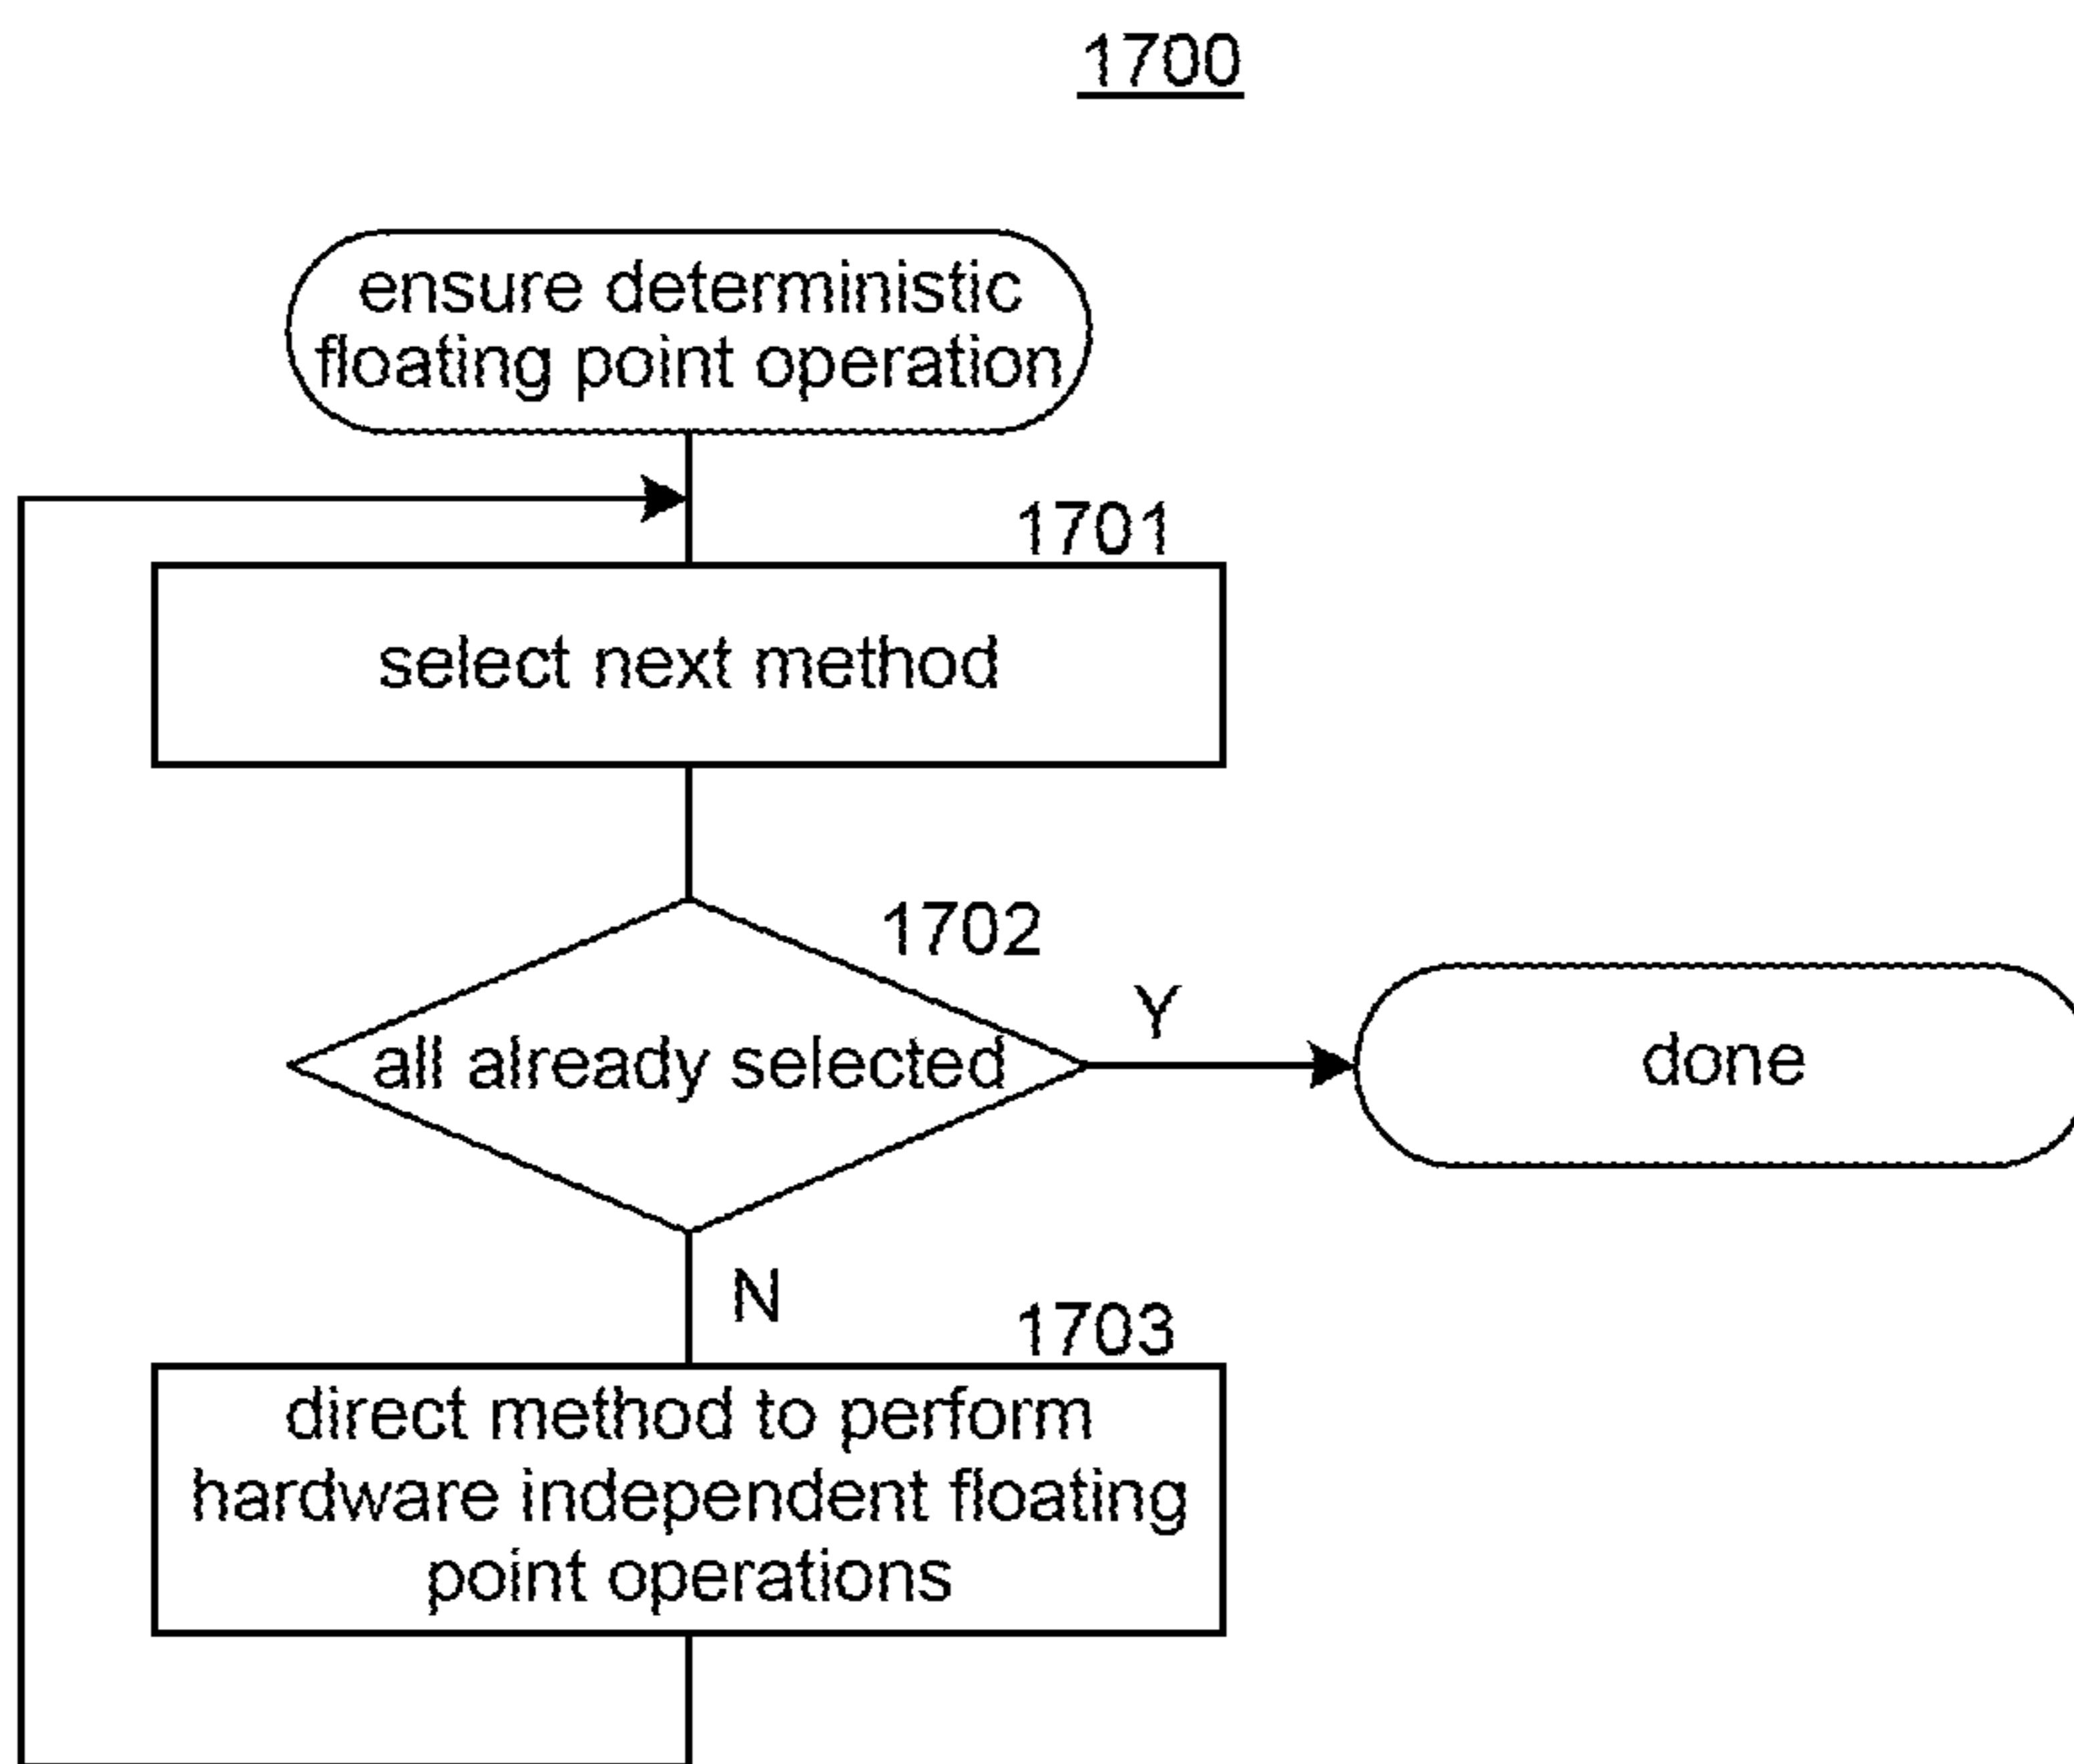 1700
ensure deterministic
floating point operation
1701
select next method
1702
all already selected
Y
done
N
1703
direct method to perform
hardware independent floating
point operations